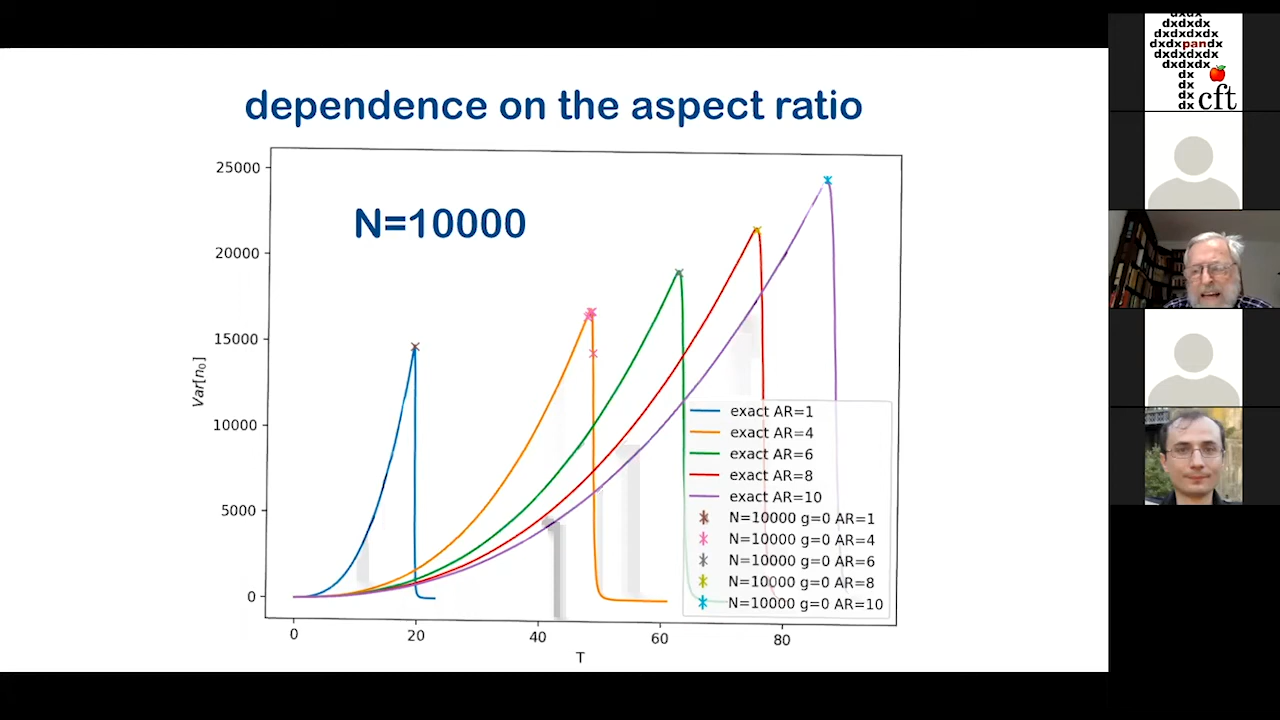 dependence on the aspect ratio
N=10000
25000
20000
15000
10000
5000
0
Var[n₀]
0
20
40
60
80
T
exact AR=1
exact AR=4
exact AR=6
exact AR=8
exact AR=10
N=10000 g=0 AR=1
N=10000 g=0 AR=4
N=10000 g=0 AR=6
N=10000 g=0 AR=8
N=10000 g=0 AR=10
dxdx
dxdxdx
dxdxdxdx
dxdxpandx
dxdxdxdx
dxdxdx
dx
dx
dx
dx cft